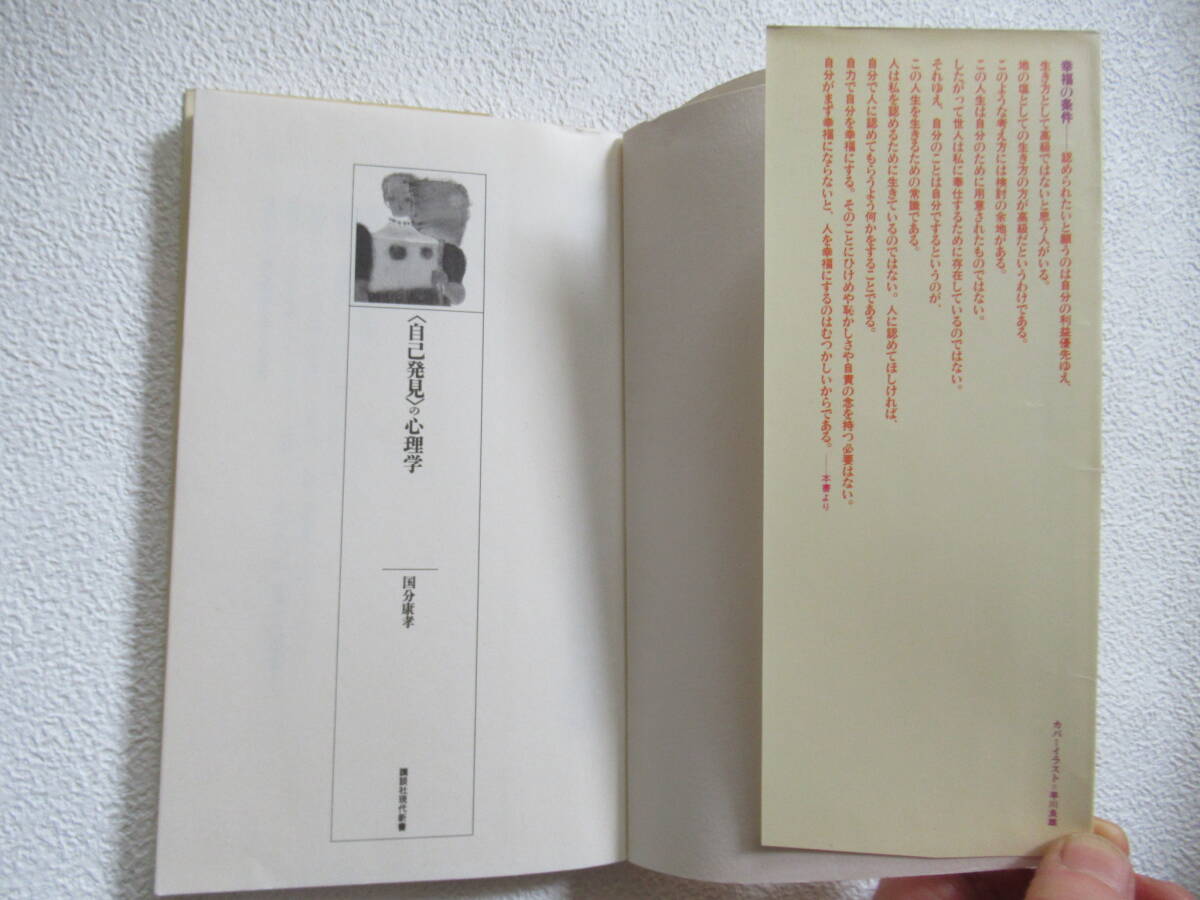 幸福の条件――認められたいと願うのは自分の利益優先ゆえ、
生き方として高級ではないと思う人がいる。
地の塩としての生き方の方が高級だというわけである。
このような考え方には検討の余地がある。
この人生は自分のために用意されたものではない。
したがって世人は私に奉仕するために存在しているのではない。
それゆえ、自分のことは自分でするというのが、
この人生を生きるための常識である。
人は私を認めるために生きているのではない。人に認めてほしければ、
自分で人に認めてもらうよう何かをすることである。
自力で自分を幸福にする。そのことにひけめや恥かしさや自責の念を持つ必要はない。
自分がまず幸福にならないと、人を幸福にするのはむつかしいからである。――本書より
カバーイラスト・早川良雄
〈自己発見〉の心理学
国分康孝
講談社現代新書